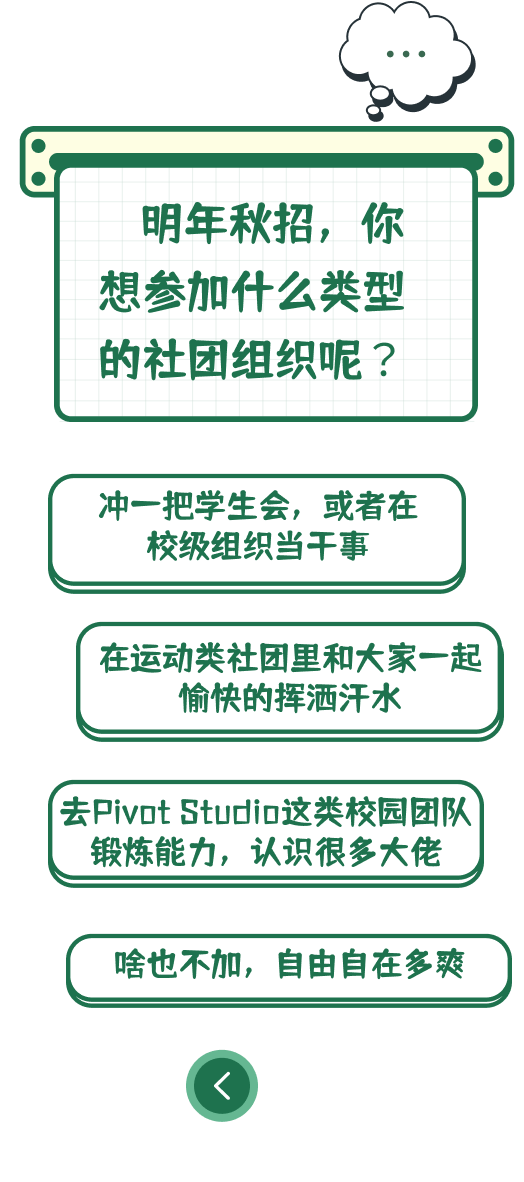 明年秋招，你
想参加什么类型
的社团组织呢？
冲一把学生会，或者在
校级组织当干事
在运动类社团里和大家一起
愉快的挥洒汗水
去Pivot Studio这类校园团队
锻炼能力，认识很多大佬
啥也不加，自由自在多爽